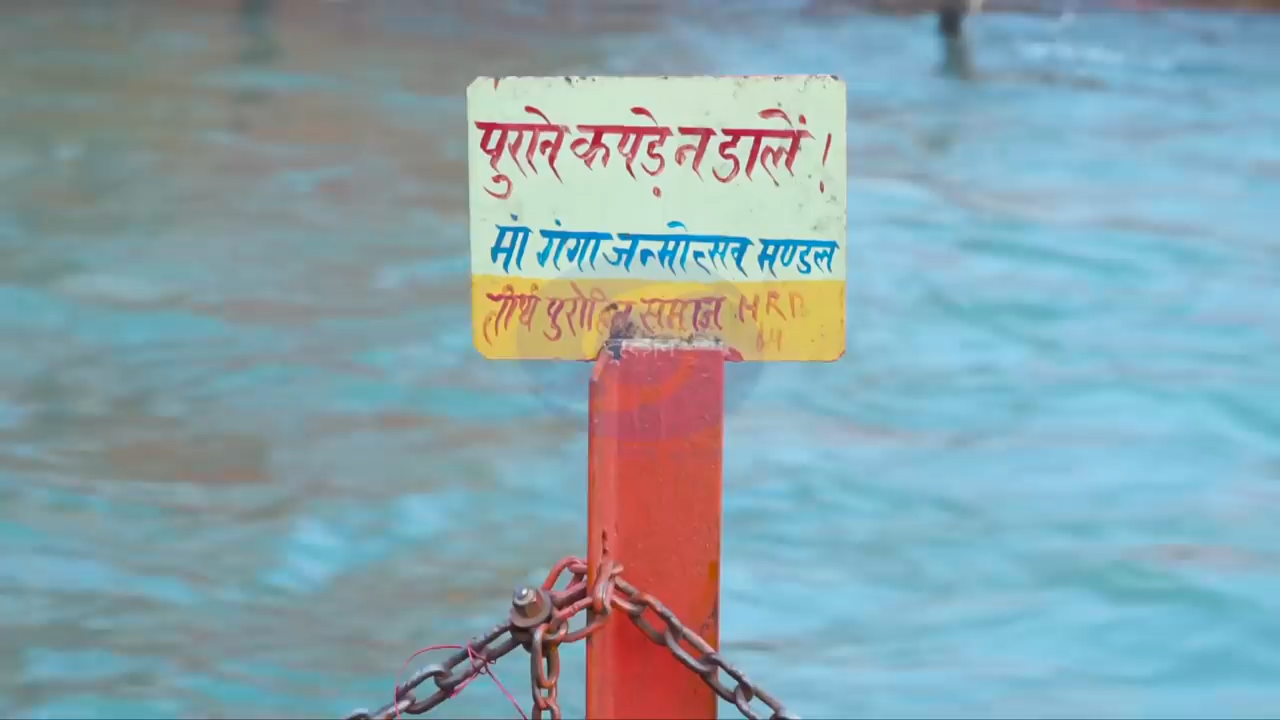 पुराने कपड़े न डालें !
मां गंगा जन्मोत्सव मण्डल
तीर्थ पुरोहित समाज HRD